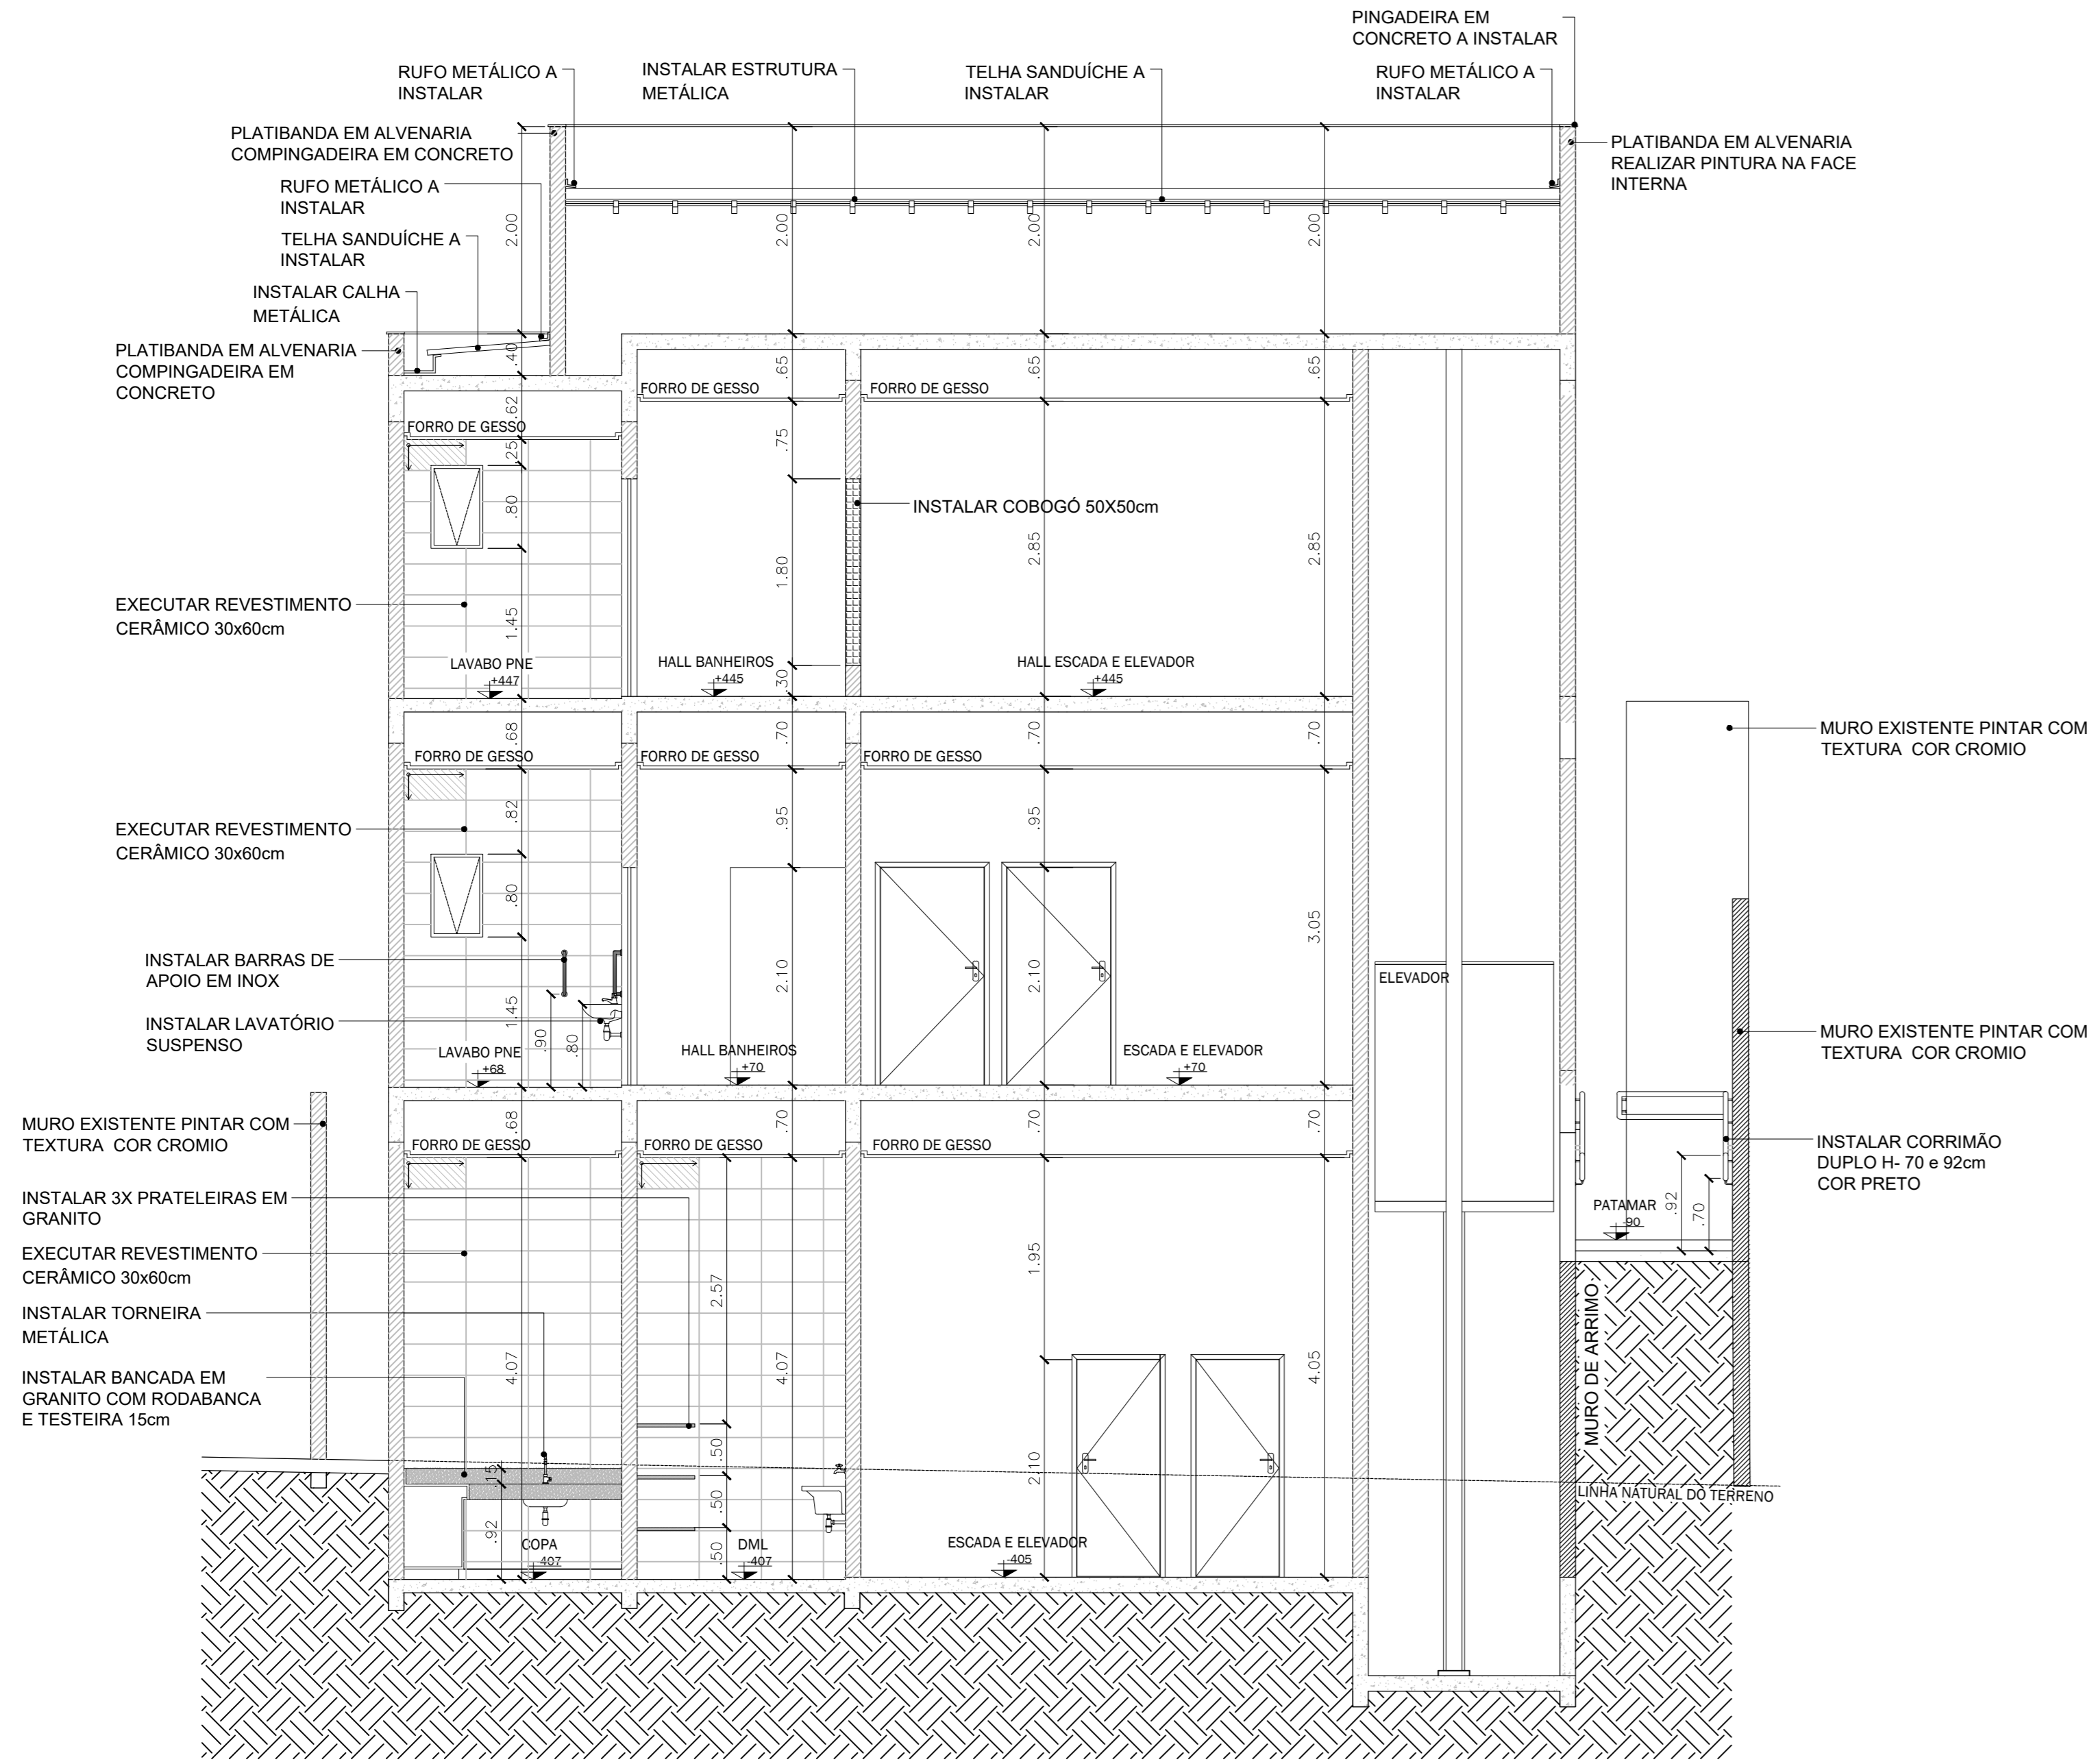 PINGADEIRA EM
CONCRETO A INSTALAR
RUFO METÁLICO A
INSTALAR
INSTALAR ESTRUTURA
METÁLICA
TELHA SANDUÍCHE A
INSTALAR
RUFO METÁLICO A
INSTALAR
PLATIBANDA EM ALVENARIA
COMPINGADEIRA EM CONCRETO
PLATIBANDA EM ALVENARIA
REALIZAR PINTURA NA FACE
INTERNA
RUFO METÁLICO A
INSTALAR
TELHA SANDUÍCHE A
INSTALAR
INSTALAR CALHA
METÁLICA
PLATIBANDA EM ALVENARIA
COMPINGADEIRA EM
CONCRETO
2.00
2.00
2.00
2.00
.40
.65
.65
.65
FORRO DE GESSO
FORRO DE GESSO
.62
FORRO DE GESSO
.25
.75
.80
INSTALAR COBOGÓ 50X50cm
2.85
2.85
1.80
EXECUTAR REVESTIMENTO
CERÂMICO 30x60cm
1.45
LAVABO PNE
+447
HALL BANHEIROS
+445
.30
HALL ESCADA E ELEVADOR
+445
.68
.70
.70
.70
FORRO DE GESSO
FORRO DE GESSO
FORRO DE GESSO
MURO EXISTENTE PINTAR COM
TEXTURA COR CROMIO
EXECUTAR REVESTIMENTO
CERÂMICO 30x60cm
.82
.95
.95
.80
3.05
INSTALAR BARRAS DE
APOIO EM INOX
2.10
2.10
ELEVADOR
INSTALAR LAVATÓRIO
SUSPENSO
1.45
.90
.80
LAVABO PNE
+68
HALL BANHEIROS
+70
ESCADA E ELEVADOR
+70
MURO EXISTENTE PINTAR COM
TEXTURA COR CROMIO
MURO EXISTENTE PINTAR COM
TEXTURA COR CROMIO
.68
.70
.70
.70
FORRO DE GESSO
FORRO DE GESSO
FORRO DE GESSO
INSTALAR CORRIMÃO
DUPLO H- 70 e 92cm
COR PRETO
INSTALAR 3X PRATELEIRAS EM
GRANITO
PATAMAR
-90
.92
.70
EXECUTAR REVESTIMENTO
CERÂMICO 30x60cm
2.57
1.95
INSTALAR TORNEIRA
METÁLICA
INSTALAR BANCADA EM
GRANITO COM RODABANCA
E TESTEIRA 15cm
4.07
4.07
4.05
MURO DE ARRIMO
.15
.50
2.10
LINHA NATURAL DO TERRENO
.92
.50
.50
COPA
-407
DML
-407
ESCADA E ELEVADOR
-405